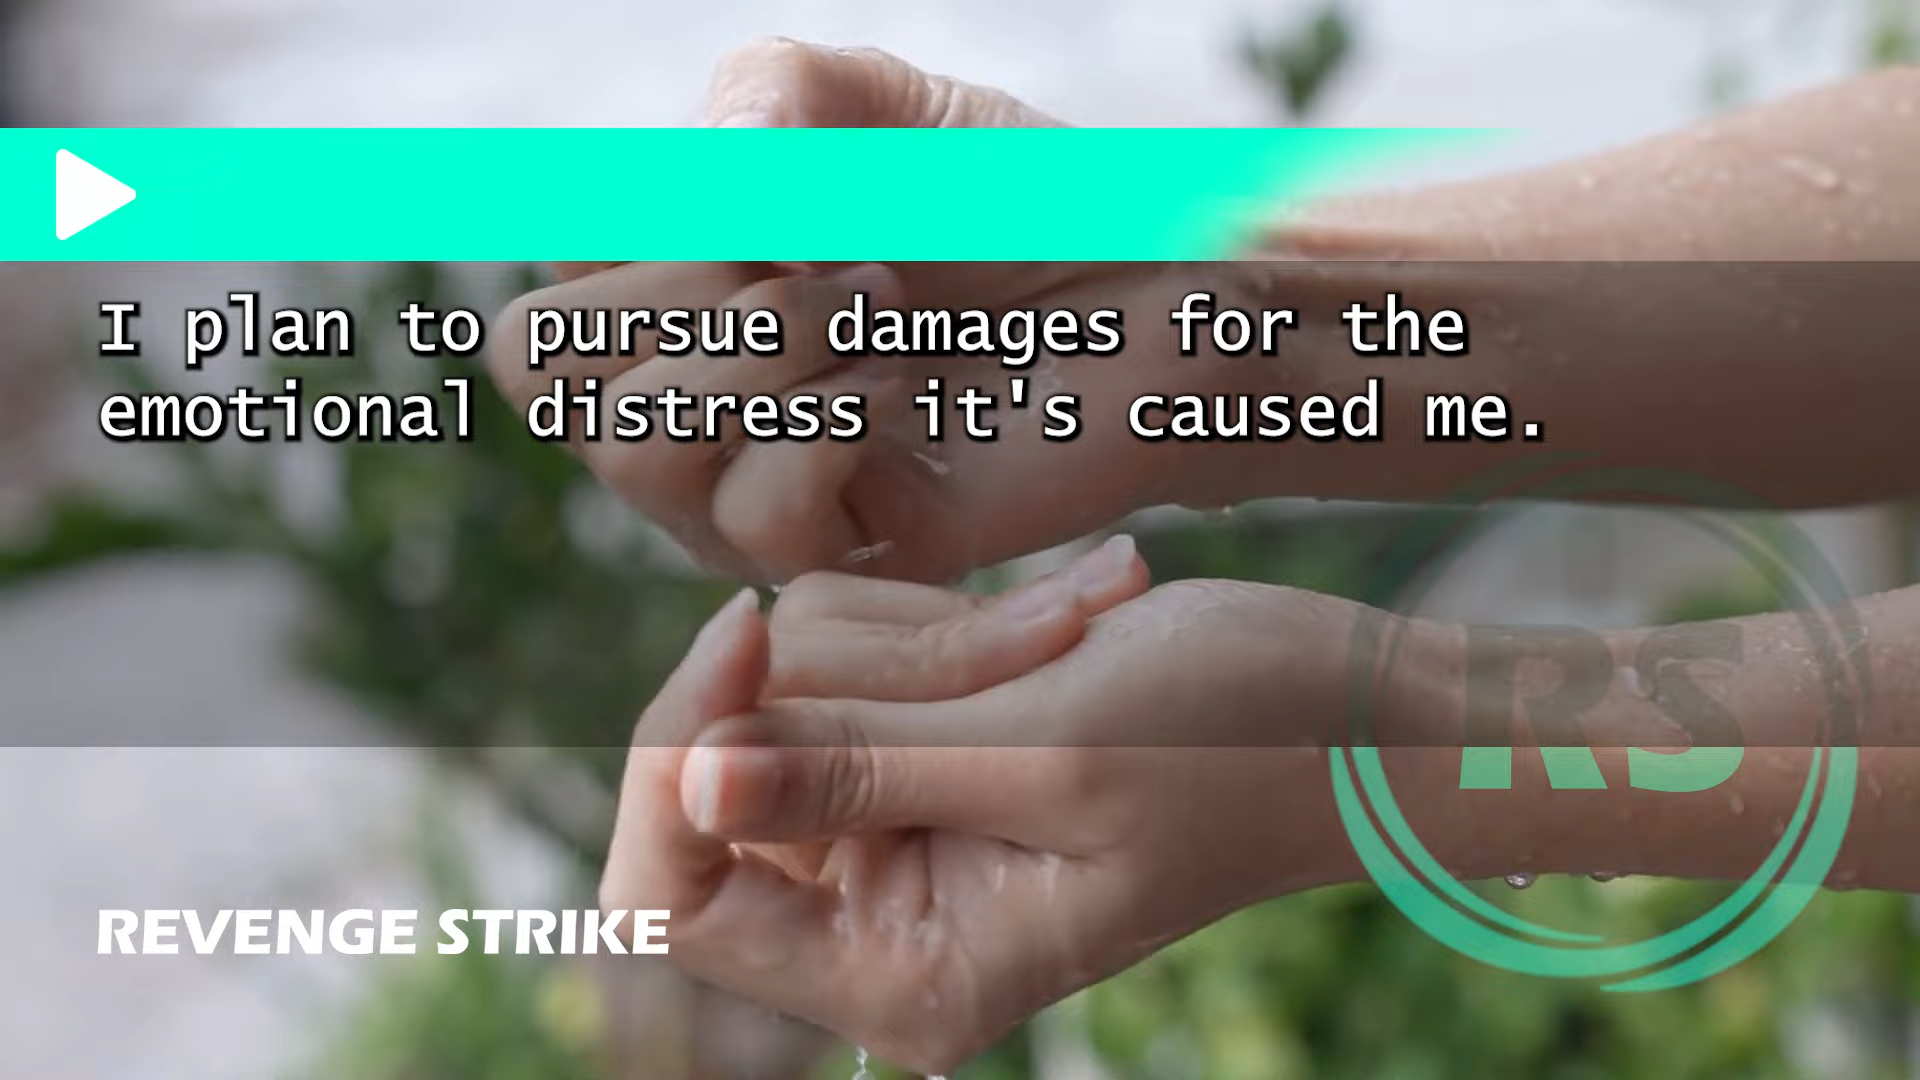 I plan to pursue damages for the
emotional distress it's caused me.
RS
REVENGE STRIKE